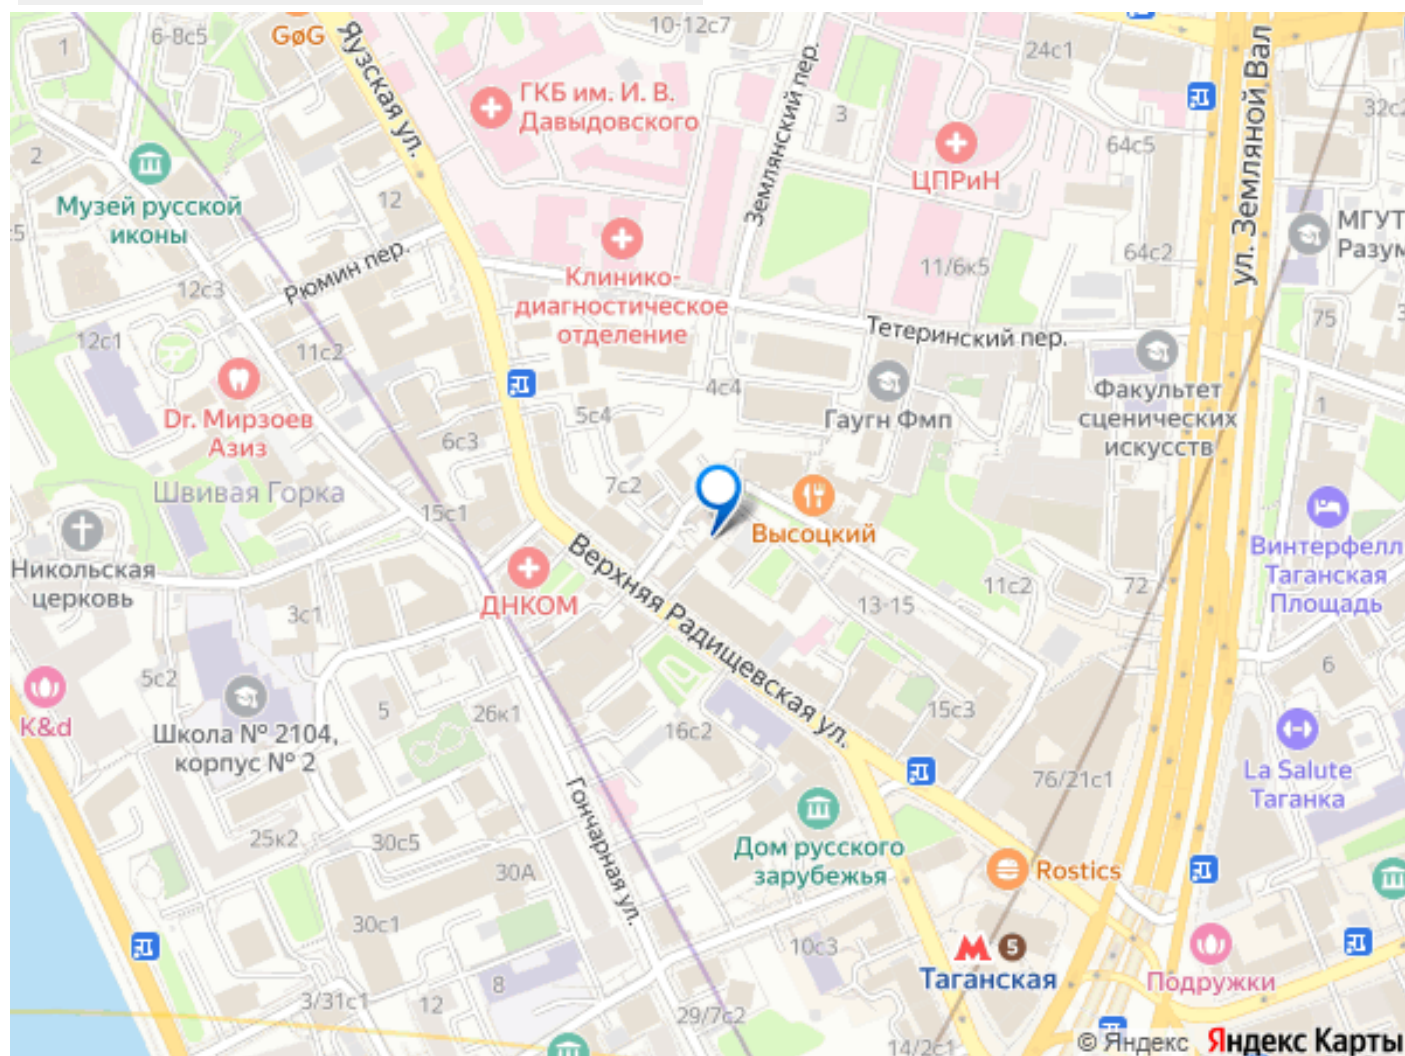 1
6-8с5
GøG
10-12с7
24с1
Яузская ул.
ГКБ им. И. В.
Давыдовского
Землянский пер.
3
ЦПРиН
64с5
ул. Земляной Вал
2
Музей русской
иконы
12
МГУТ
Разум
64с2
11/6к5
Рюмин пер.
12с3
Клинико-
диагностическое
отделение
Тетеринский пер.
75
12с1
11с2
4с4
Гаугн Фмп
Факультет
сценических
искусств
1
Dr. Мирзоев
Азиз
5с4
6с3
7с2
Швивая Горка
15с1
Высоцкий
Винтерфелл
Таганская
Площадь
Никольская
церковь
ДНКОМ
Верхняя Радищевская ул.
11с2
72
13-15
3с1
5с2
6
K&d
5
26к1
15с3
Школа № 2104,
корпус № 2
16с2
76/21с1
La Salute
Таганка
Гончарная ул.
25к2
30с5
Дом русского
зарубежья
30А
Rostics
30с1
10с3
М 5
Таганская
Подружки
8
3/31с1
12
29/7с2
14/2с1
© Яндекс Яндекс Карты